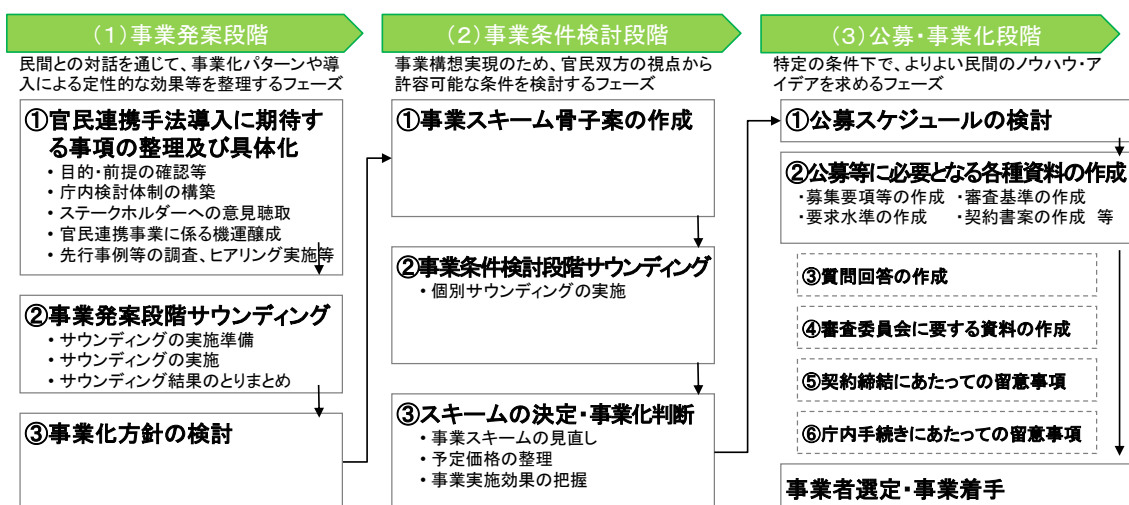 (1)事業発案段階
民間との対話を通じて、事業化パターンや導
入による定性的な効果等を整理するフェーズ
①官民連携手法導入に期待す
る事項の整理及び具体化
・目的・前提の確認等
・庁内検討体制の構築
・ステークホルダーへの意見聴取
・官民連携事業に係る機運醸成
・先行事例等の調査、ヒアリング実施等
②事業発案段階サウンディング
・サウンディングの実施準備
・サウンディングの実施
・サウンディング結果のとりまとめ
③事業化方針の検討
(2)事業条件検討段階
事業構想実現のため、官民双方の視点から
許容可能な条件を検討するフェーズ
①事業スキーム骨子案の作成
②事業条件検討段階サウンディング
・個別サウンディングの実施
③スキームの決定・事業化判断
・事業スキームの見直し
・予定価格の整理
・事業実施効果の把握
(3)公募・事業化段階
特定の条件下で、よりよい民間のノウハウ・ア
イデアを求めるフェーズ
①公募スケジュールの検討
②公募等に必要となる各種資料の作成
・募集要項等の作成 ・審査基準の作成
・要求水準の作成 ・契約書案の作成 等
③質問回答の作成
④審査委員会に要する資料の作成
⑤契約締結にあたっての留意事項
⑥庁内手続きにあたっての留意事項
事業者選定・事業着手